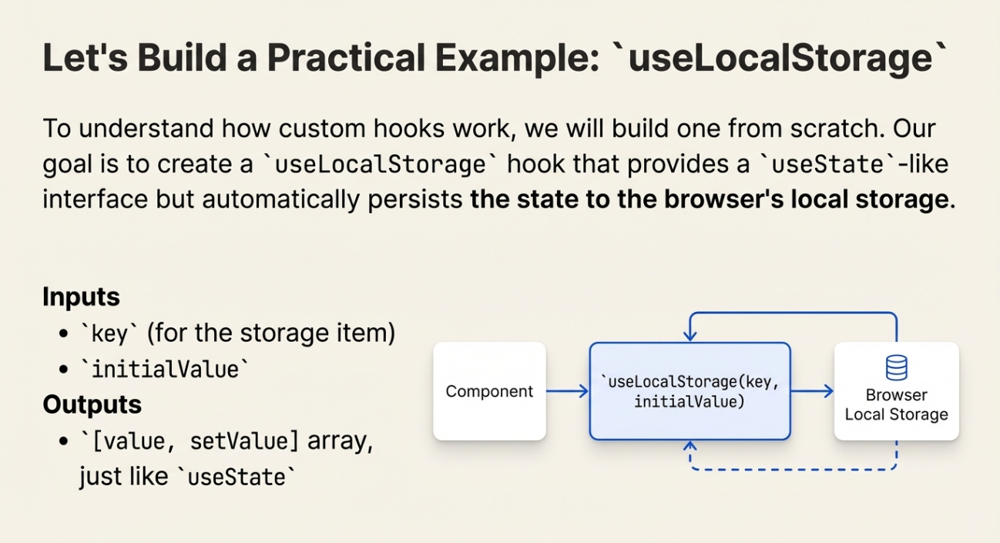 Let's Build a Practical Example: `useLocalStorage`
To understand how custom hooks work, we will build one from scratch. Our
goal is to create a `useLocalStorage` hook that provides a `useState`-like
interface but automatically persists the state to the browser's local storage.
Inputs
• `key` (for the storage item)
• `initialValue`
Outputs
• `[value, setValue] array,
just like `useState`
Component
`useLocalStorage(key,
initialValue)
Browser
Local Storage